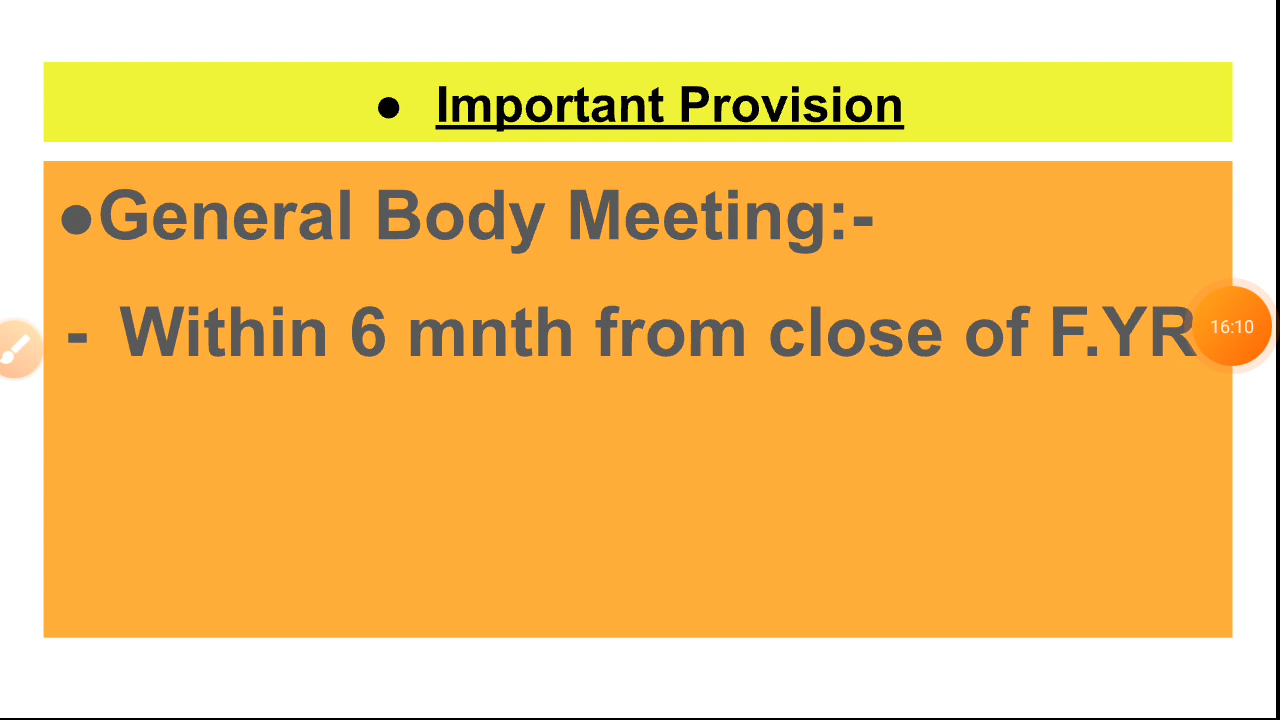 ● Important Provision
●General Body Meeting:-
- Within 6 mnth from close of F.YR
16:10